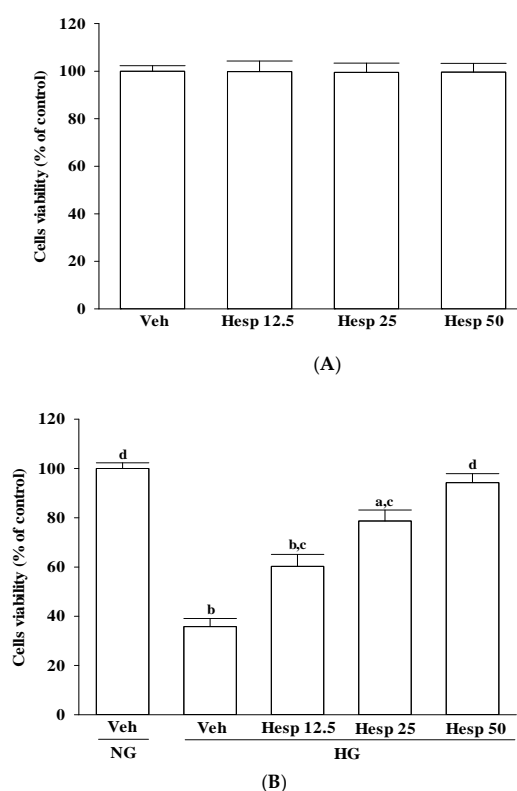 120
100
80
60
40
20
0
Cells viability (% of control)
Veh Hesp 12.5 Hesp 25 Hesp 50
(A)
120
100
80
60
40
20
0
Cells viability (% of control)
d
b
b,c
a,c
d
Veh Veh Hesp 12.5 Hesp 25 Hesp 50
NG HG
(B)